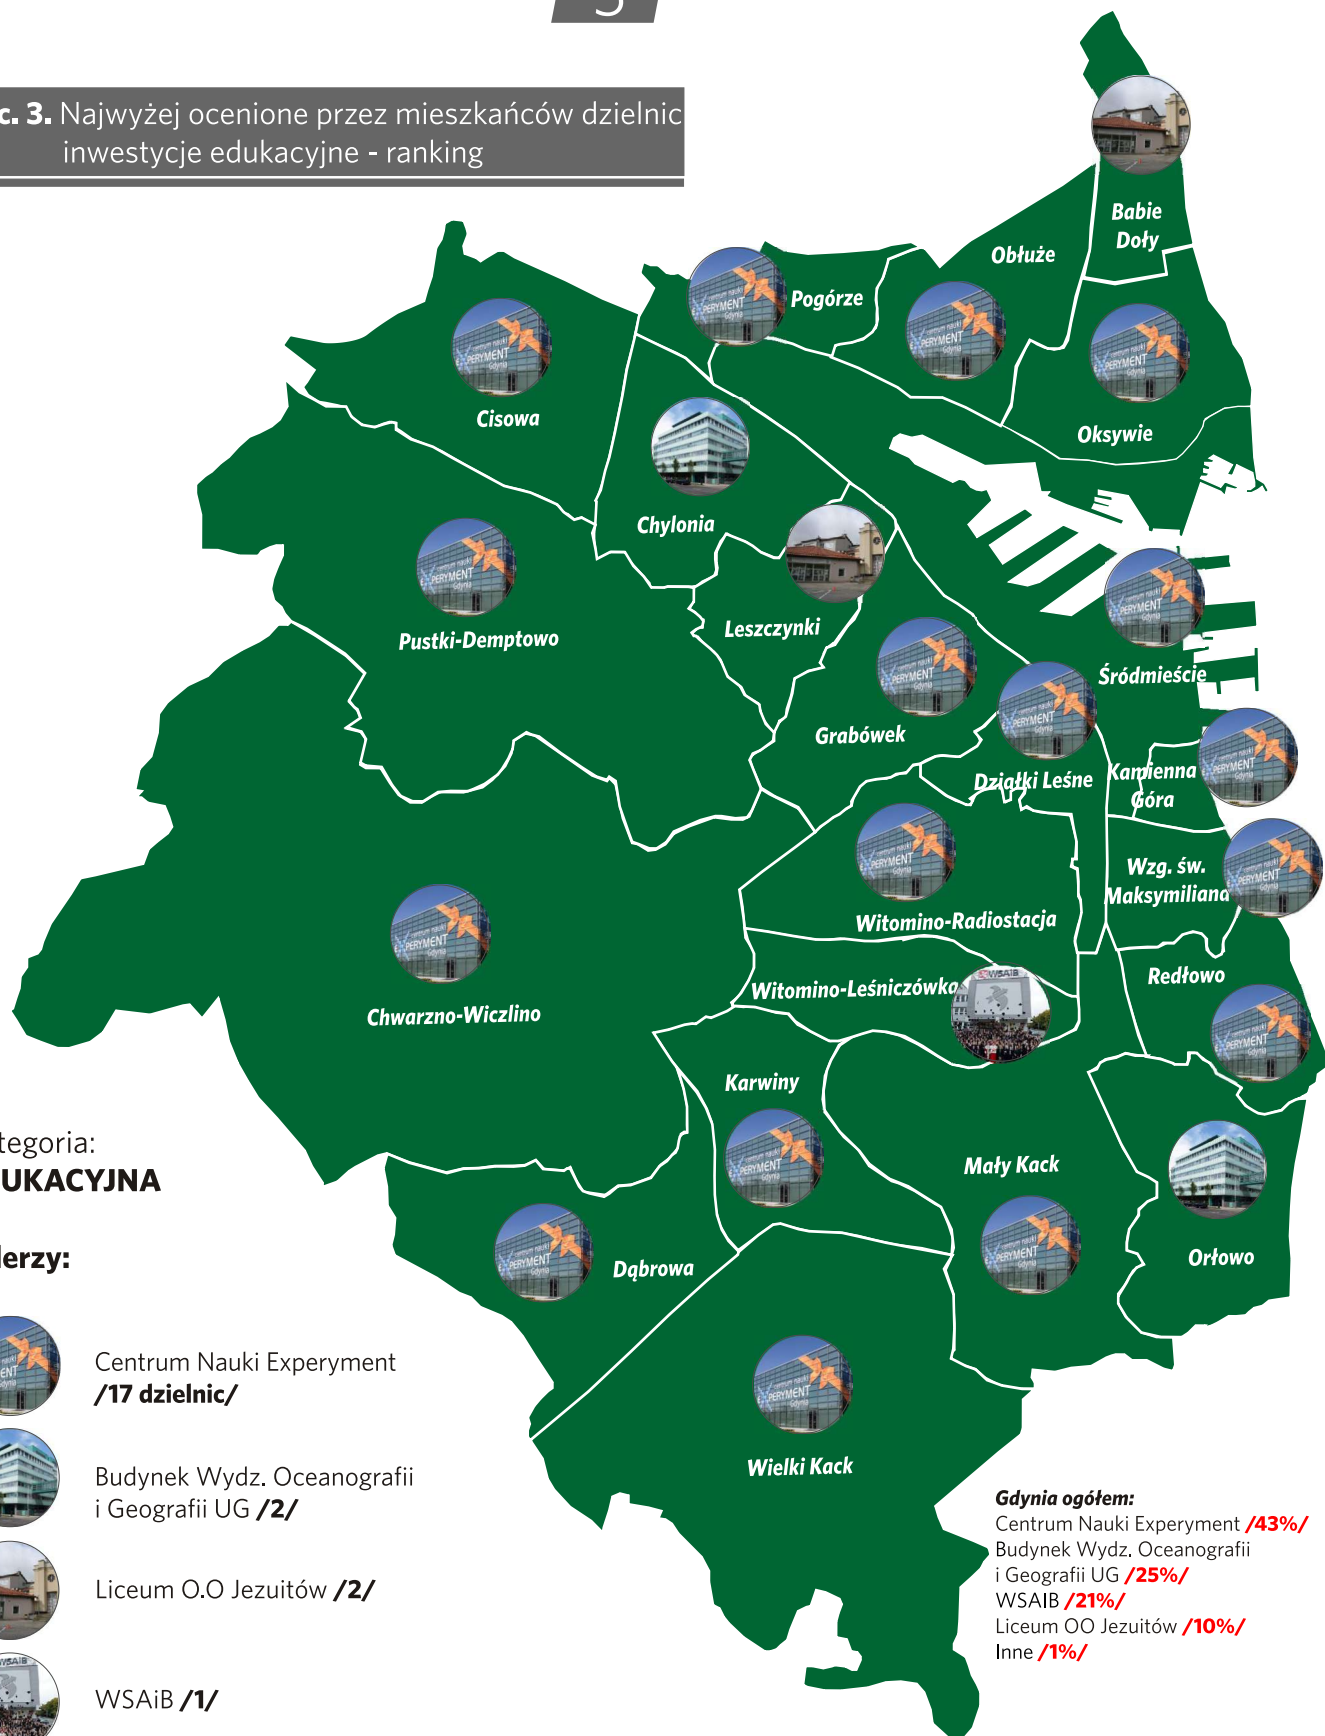 5
c. 3. Najwyżej ocenione przez mieszkańców dzielnic
inwestycje edukacyjne - ranking
Babie
Doły
Obłuże
Pogórze
Oksywie
Cisowa
Chylonia
Leszczynki
Pustki-Demptowo
Śródmieście
Grabówek
Działki Leśne
Kamienna
Góra
Wzg. św.
Maksymiliana
Witomino-Radiostacja
Redłowo
Witomino-Leśniczówka
Chwarzno-Wiczlino
Karwiny
Mały Kack
Orłowo
Dąbrowa
Wielki Kack
tegoria:
UKACYJNA
derzy:
Centrum Nauki Experyment
/17 dzielnic/
Budynek Wydz. Oceanografii
i Geografii UG /2/
Liceum O.O Jezuitów /2/
WSAiB /1/
Gdynia ogółem:
Centrum Nauki Experyment /43%/
Budynek Wydz. Oceanografii
i Geografii UG /25%/
WSAIB /21%/
Liceum OO Jezuitów /10%/
Inne /1%/